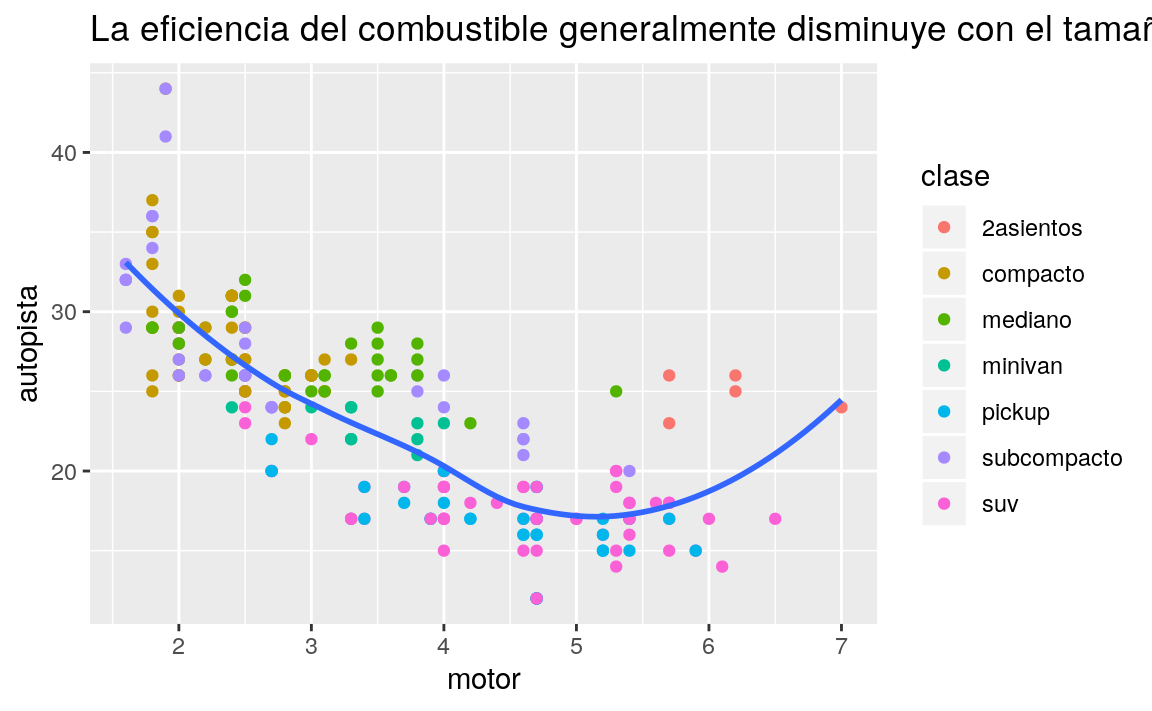 La eficiencia del combustible generalmente disminuye con el
40
30
20
autopista
2 3 4 5 6 7
motor
clase
2asientos
compacto
mediano
minivan
pickup
subcompacto
suv